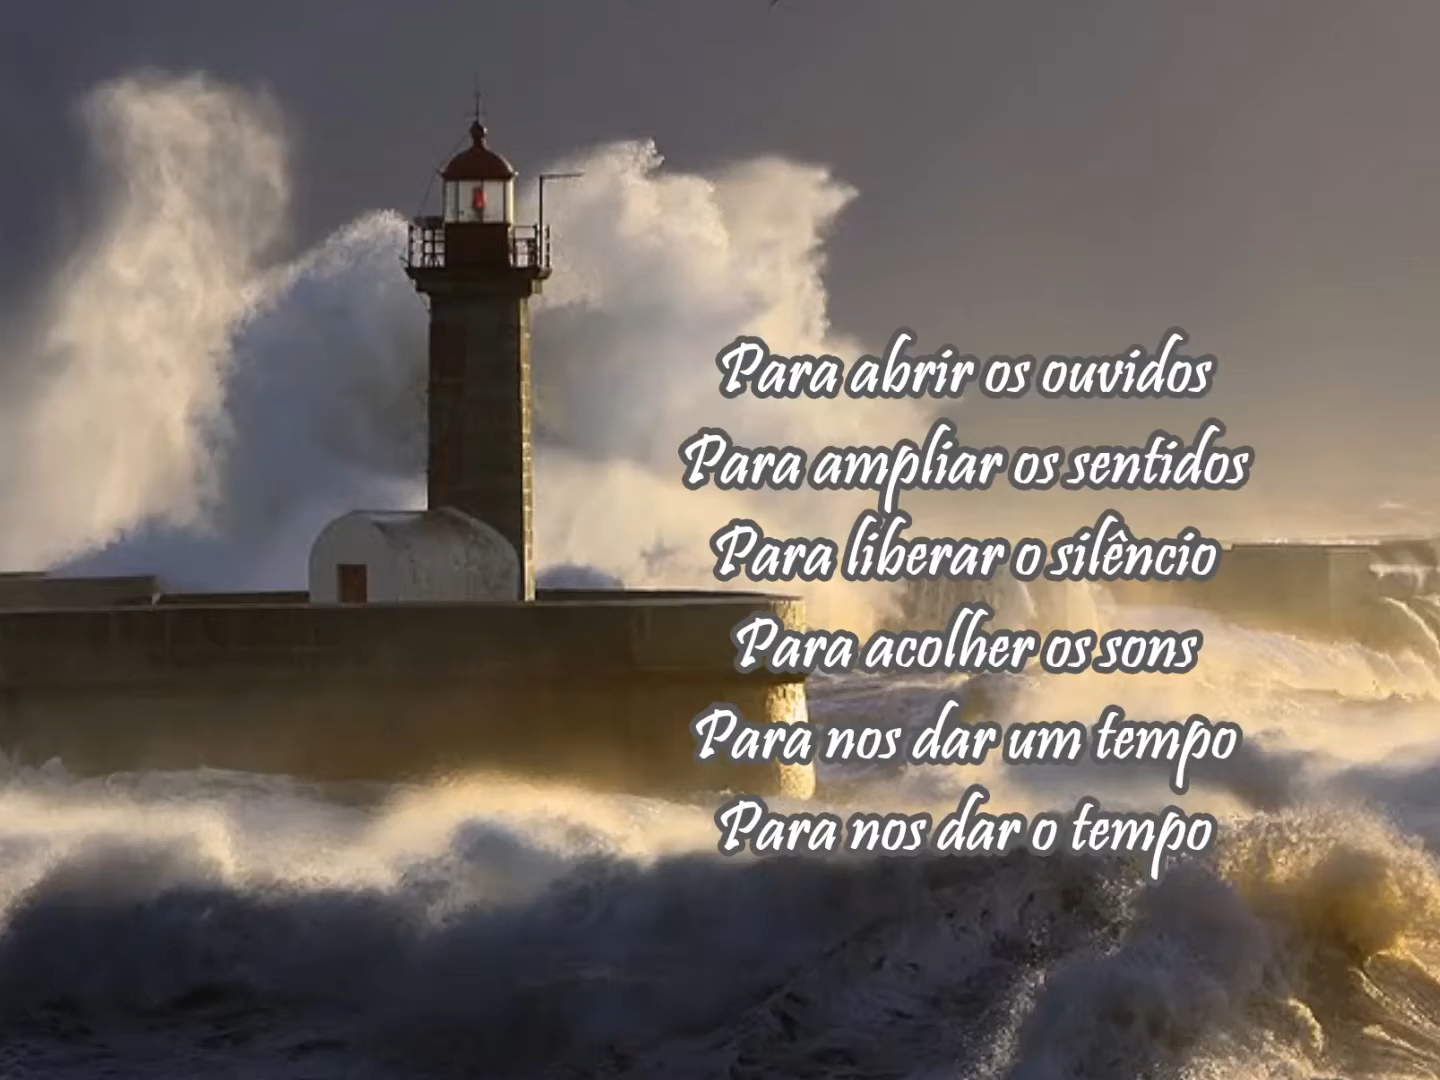 Para abrir os ouvidos
Para ampliar os sentidos
Para liberar o silêncio
Para acolher os sons
Para nos dar um tempo
Para nos dar o tempo